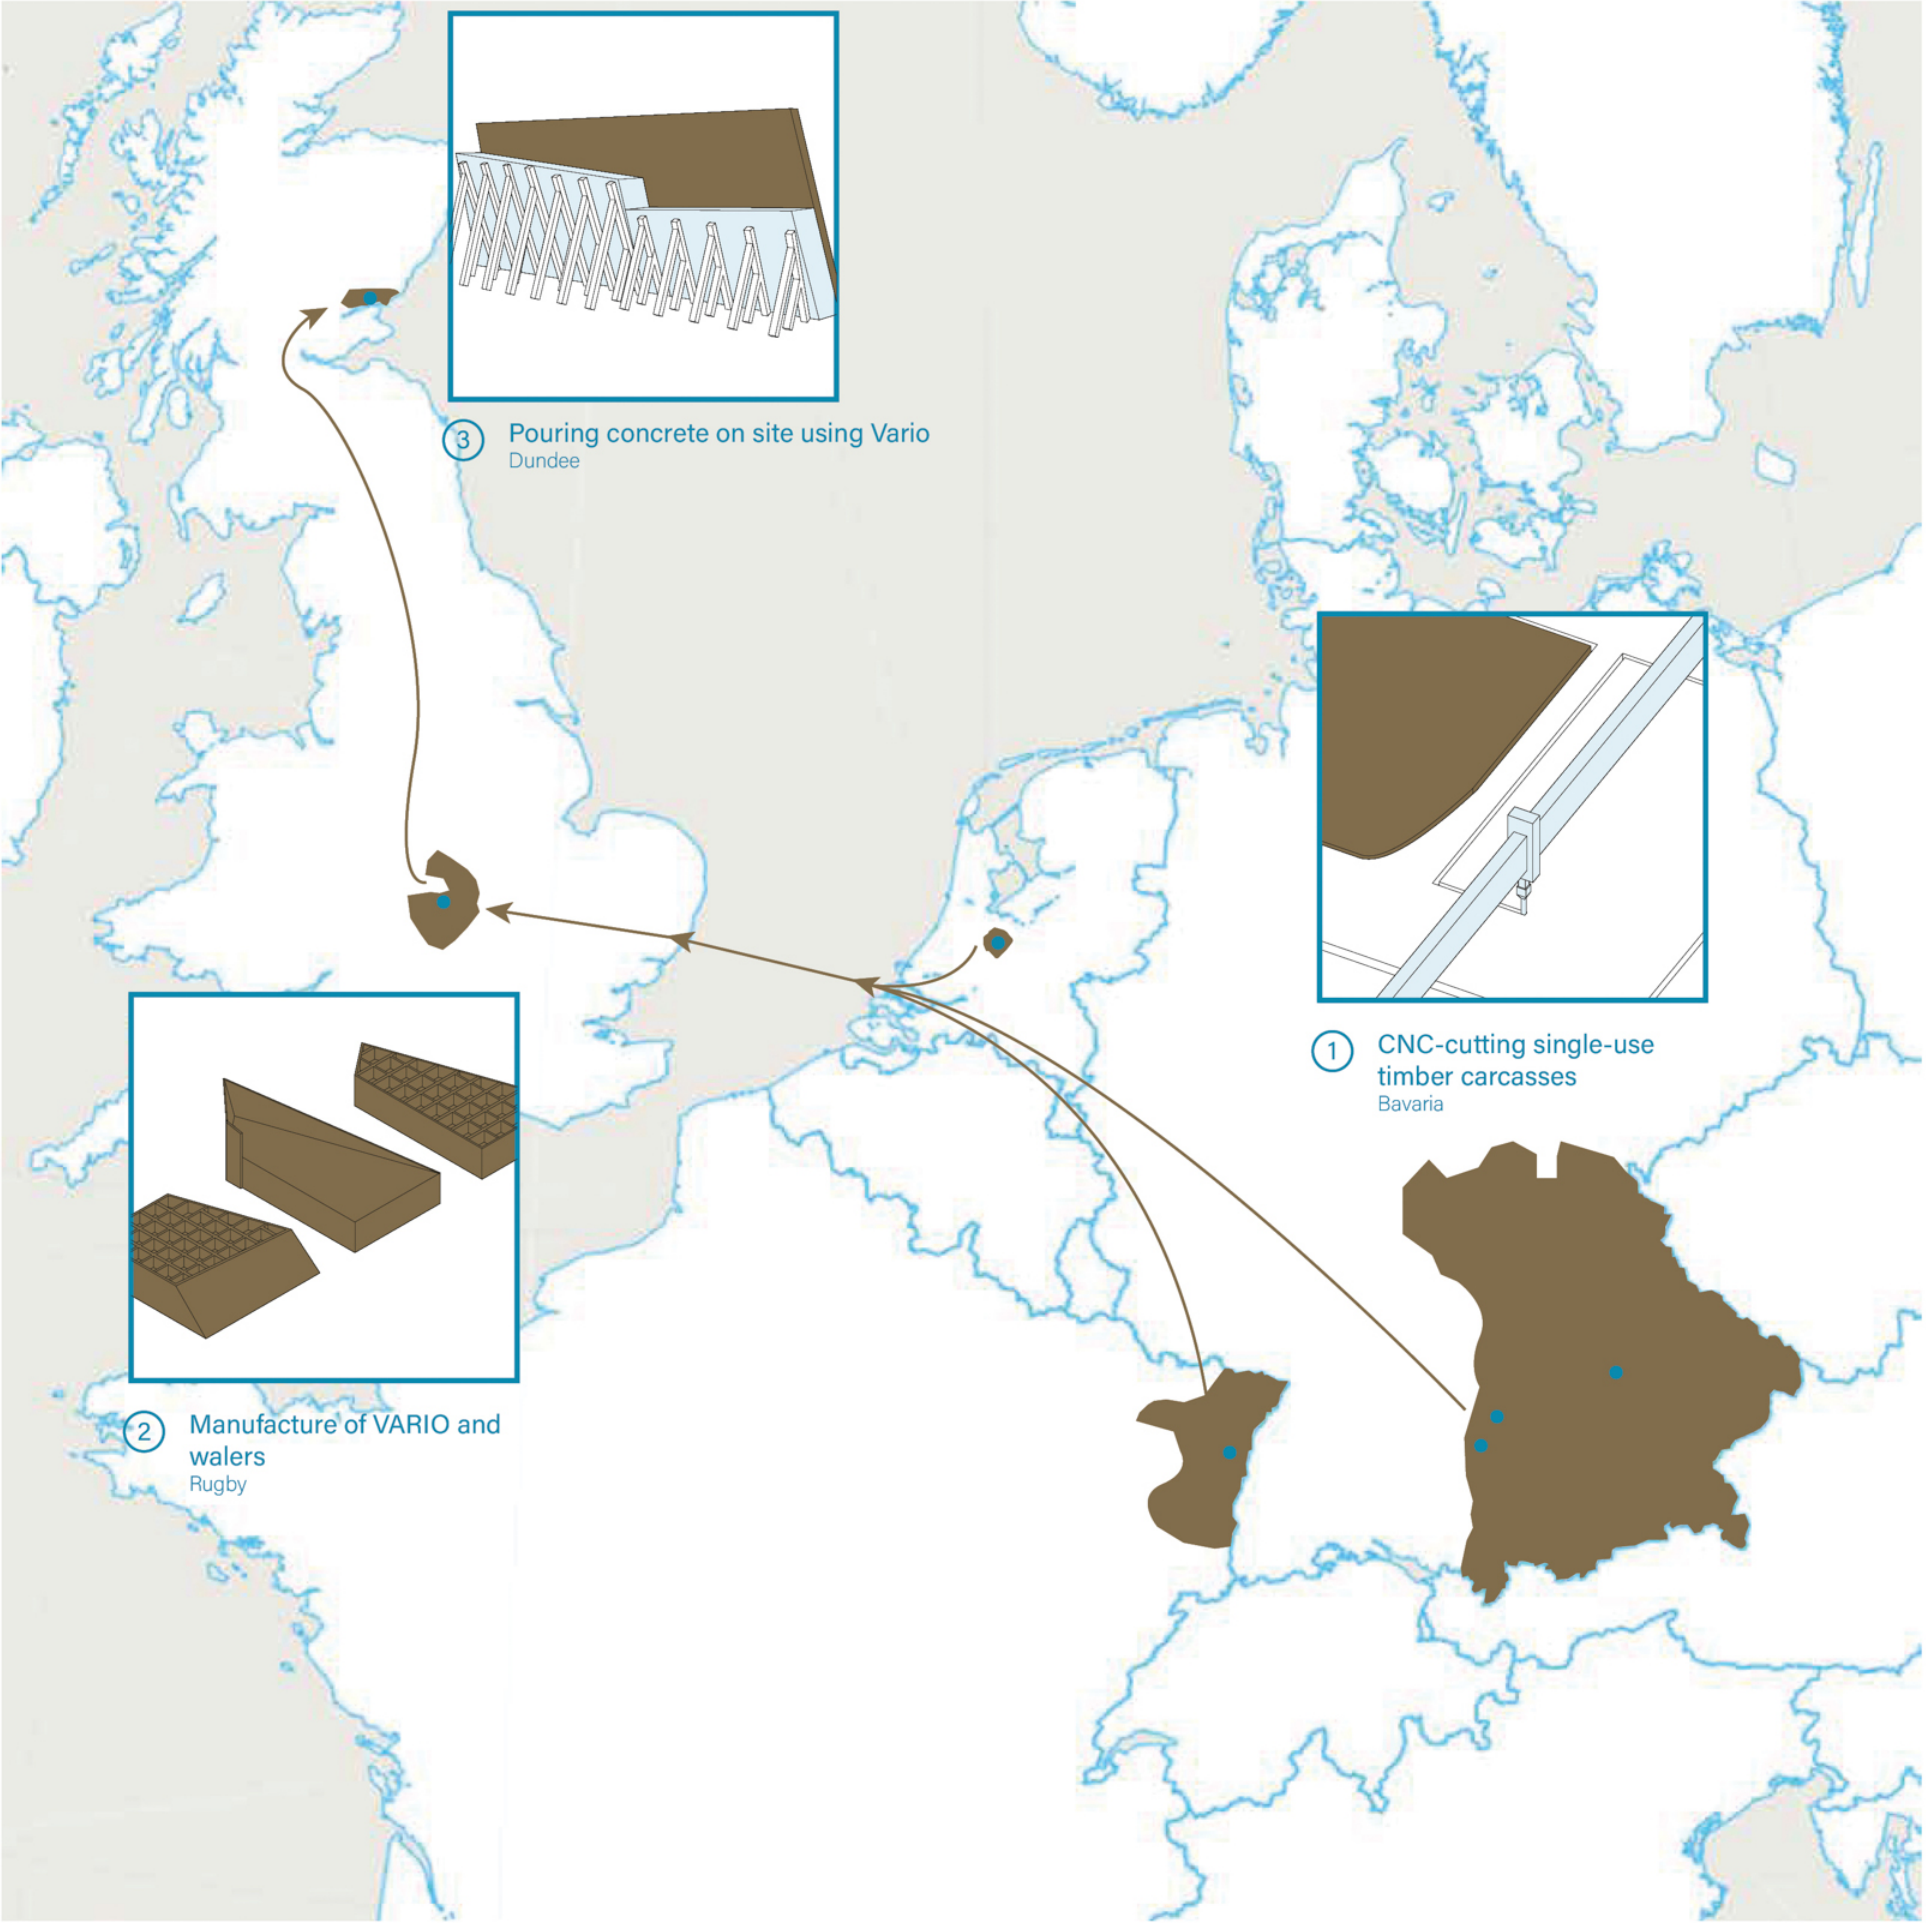 3
Pouring concrete on site using Vario
Dundee
1
CNC-cutting single-use
timber carcasses
Bavaria
2
Manufacture of VARIO and
walers
Rugby